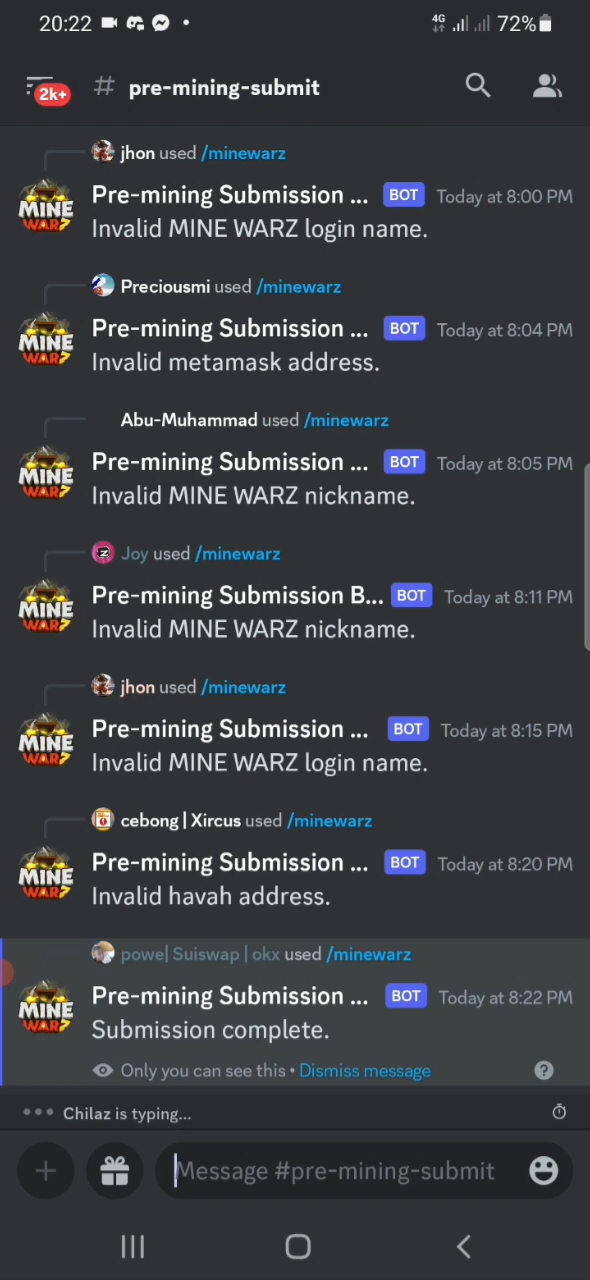 20:22 4G 72%
2k+ # pre-mining-submit
jhon used /minewarz
MINE WARZ Pre-mining Submission ... BOT Today at 8:00 PM
Invalid MINE WARZ login name.
Preciousmi used /minewarz
MINE WARZ Pre-mining Submission ... BOT Today at 8:04 PM
Invalid metamask address.
Abu-Muhammad used /minewarz
MINE WARZ Pre-mining Submission ... BOT Today at 8:05 PM
Invalid MINE WARZ nickname.
Joy used /minewarz
MINE WARZ Pre-mining Submission B... BOT Today at 8:11 PM
Invalid MINE WARZ nickname.
jhon used /minewarz
MINE WARZ Pre-mining Submission ... BOT Today at 8:15 PM
Invalid MINE WARZ login name.
cebong | Xircus used /minewarz
MINE WARZ Pre-mining Submission ... BOT Today at 8:20 PM
Invalid havah address.
powe| Suiswap | okx used /minewarz
MINE WARZ Pre-mining Submission ... BOT Today at 8:22 PM
Submission complete.
Only you can see this • Dismiss message ?
Chilaz is typing...
Message #pre-mining-submit